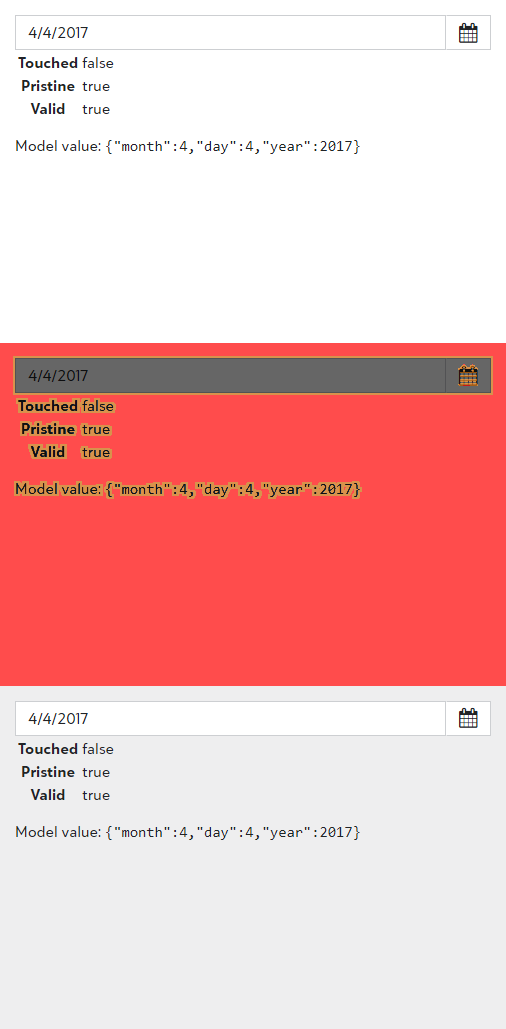 4/4/2017
Touched false
Pristine true
Valid true
Model value: {"month":4,"day":4,"year":2017}
4/4/2017
Touched false
Pristine true
Valid true
Model value: {"month":4,"day":4,"year":2017}
4/4/2017
Touched false
Pristine true
Valid true
Model value: {"month":4,"day":4,"year":2017}